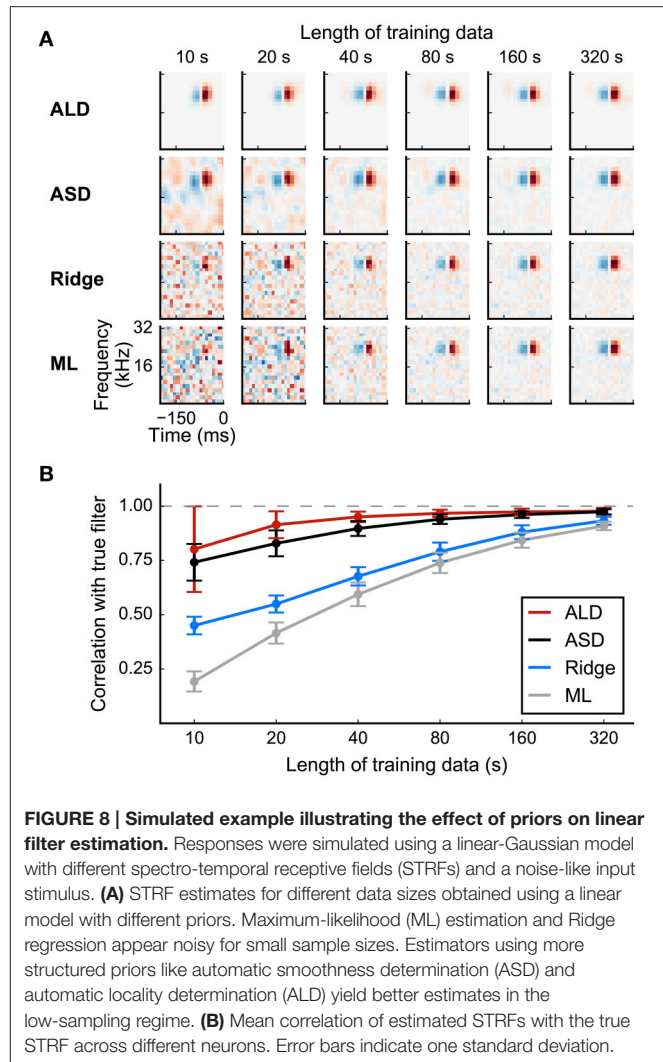 A
Length of training data
10 s 20 s 40 s 80 s 160 s 320 s
ALD
ASD
Ridge
ML
Frequency
(kHz)
32
16
−150 0
Time (ms)
B
Correlation with true filter
1.00
0.75
0.50
0.25
ALD
ASD
Ridge
ML
10 20 40 80 160 320
Length of training data (s)
FIGURE 8 | Simulated example illustrating the effect of priors on linear
filter estimation. Responses were simulated using a linear-Gaussian model
with different spectro-temporal receptive fields (STRFs) and a noise-like input
stimulus. (A) STRF estimates for different data sizes obtained using a linear
model with different priors. Maximum-likelihood (ML) estimation and Ridge
regression appear noisy for small sample sizes. Estimators using more
structured priors like automatic smoothness determination (ASD) and
automatic locality determination (ALD) yield better estimates in the
low-sampling regime. (B) Mean correlation of estimated STRFs with the true
STRF across different neurons. Error bars indicate one standard deviation.